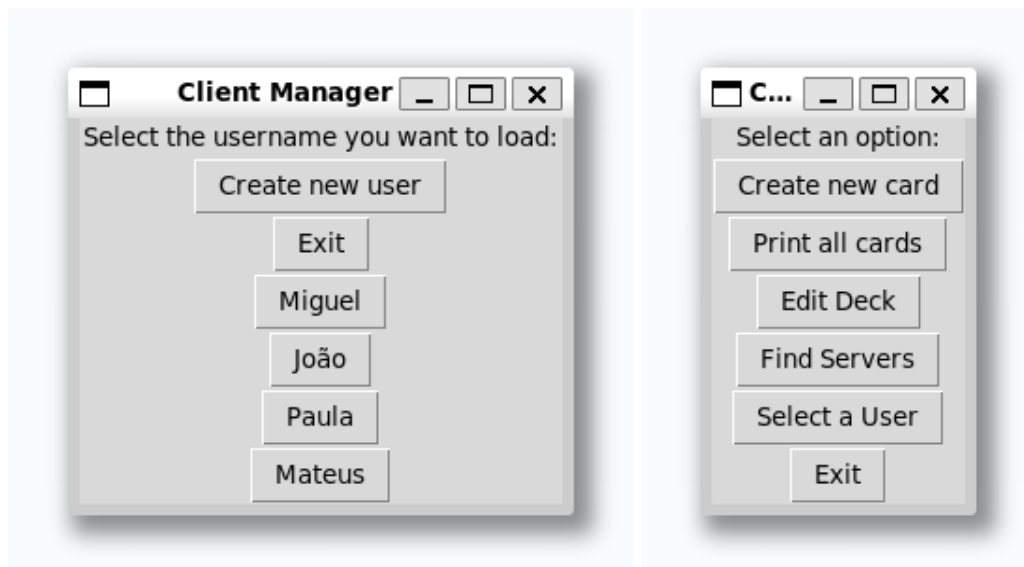 Client Manager
Select the username you want to load:
Create new user
Exit
Miguel
João
Paula
Mateus
C...
Select an option:
Create new card
Print all cards
Edit Deck
Find Servers
Select a User
Exit